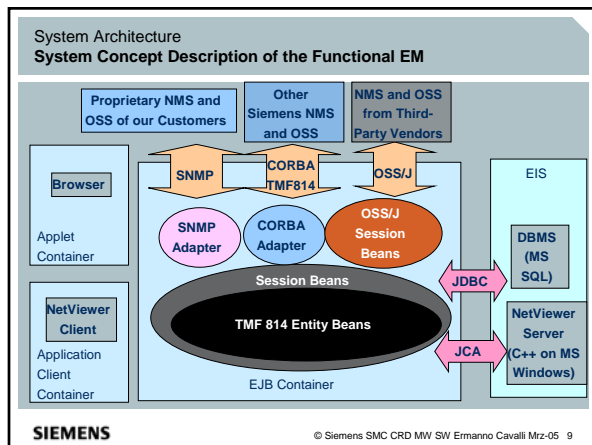 System Architecture
System Concept Description of the Functional EM
Proprietary NMS and
OSS of our Customers
Other
Siemens NMS
and OSS
NMS and OSS
from Third-
Party Vendors
SNMP
CORBA
TMF814
OSS/J
Browser
Applet
Container
NetViewer
Client
Application
Client
Container
SNMP
Adapter
CORBA
Adapter
OSS/J
Session
Beans
Session Beans
TMF 814 Entity Beans
EJB Container
JDBC
JCA
EIS
DBMS
(MS
SQL)
NetViewer
Server
(C++ on MS
Windows)
SIEMENS
© Siemens SMC CRD MW SW Ermanno Cavalli Mrz-05 9